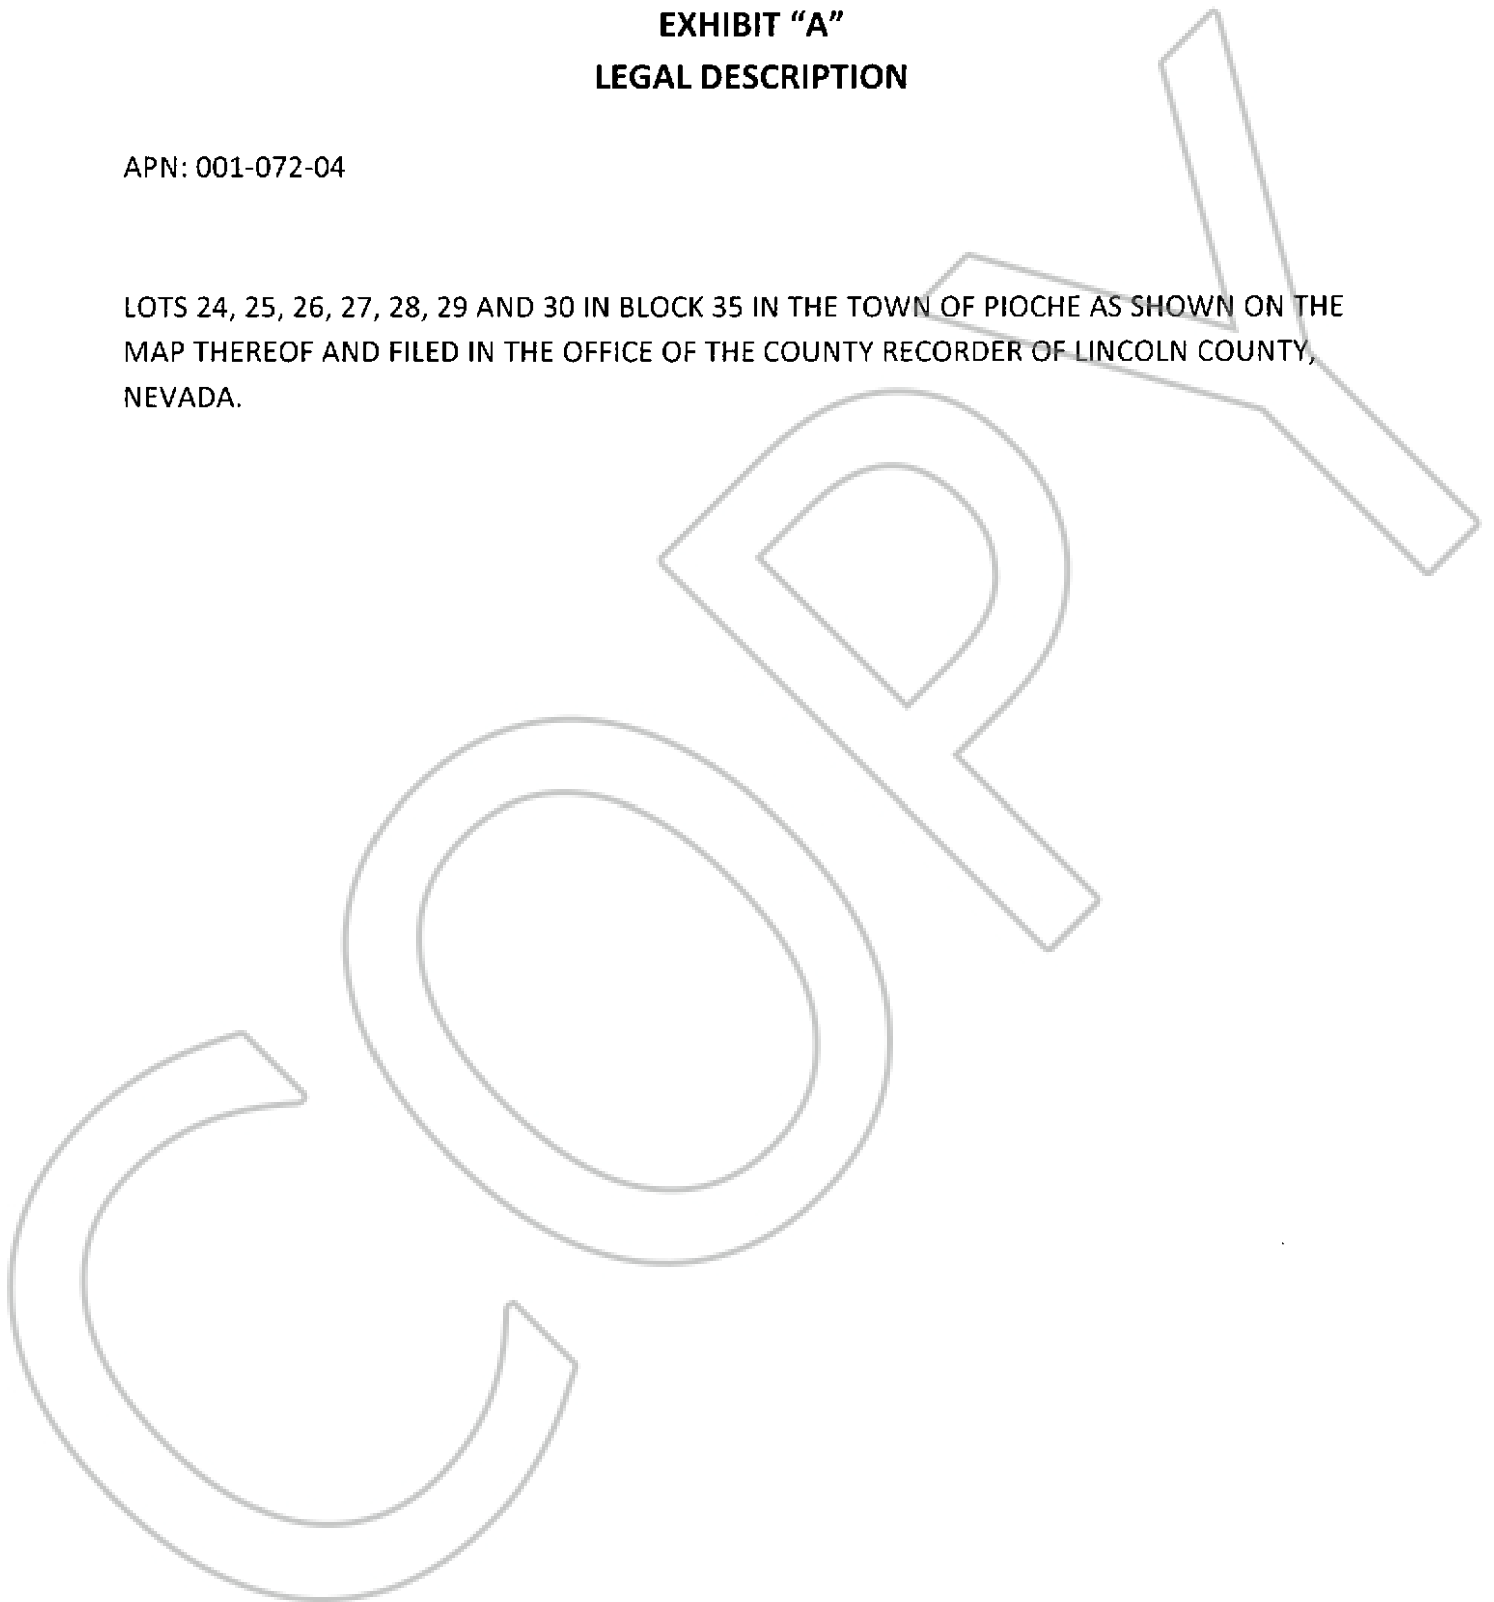 EXHIBIT “A”
LEGAL DESCRIPTION
APN: 001-072-04
LOTS 24, 25, 26, 27, 28, 29 AND 30 IN BLOCK 35 IN THE TOWN OF PIOCHE AS SHOWN ON THE
MAP THEREOF AND FILED IN THE OFFICE OF THE COUNTY RECORDER OF LINCOLN COUNTY,
NEVADA.
COPY